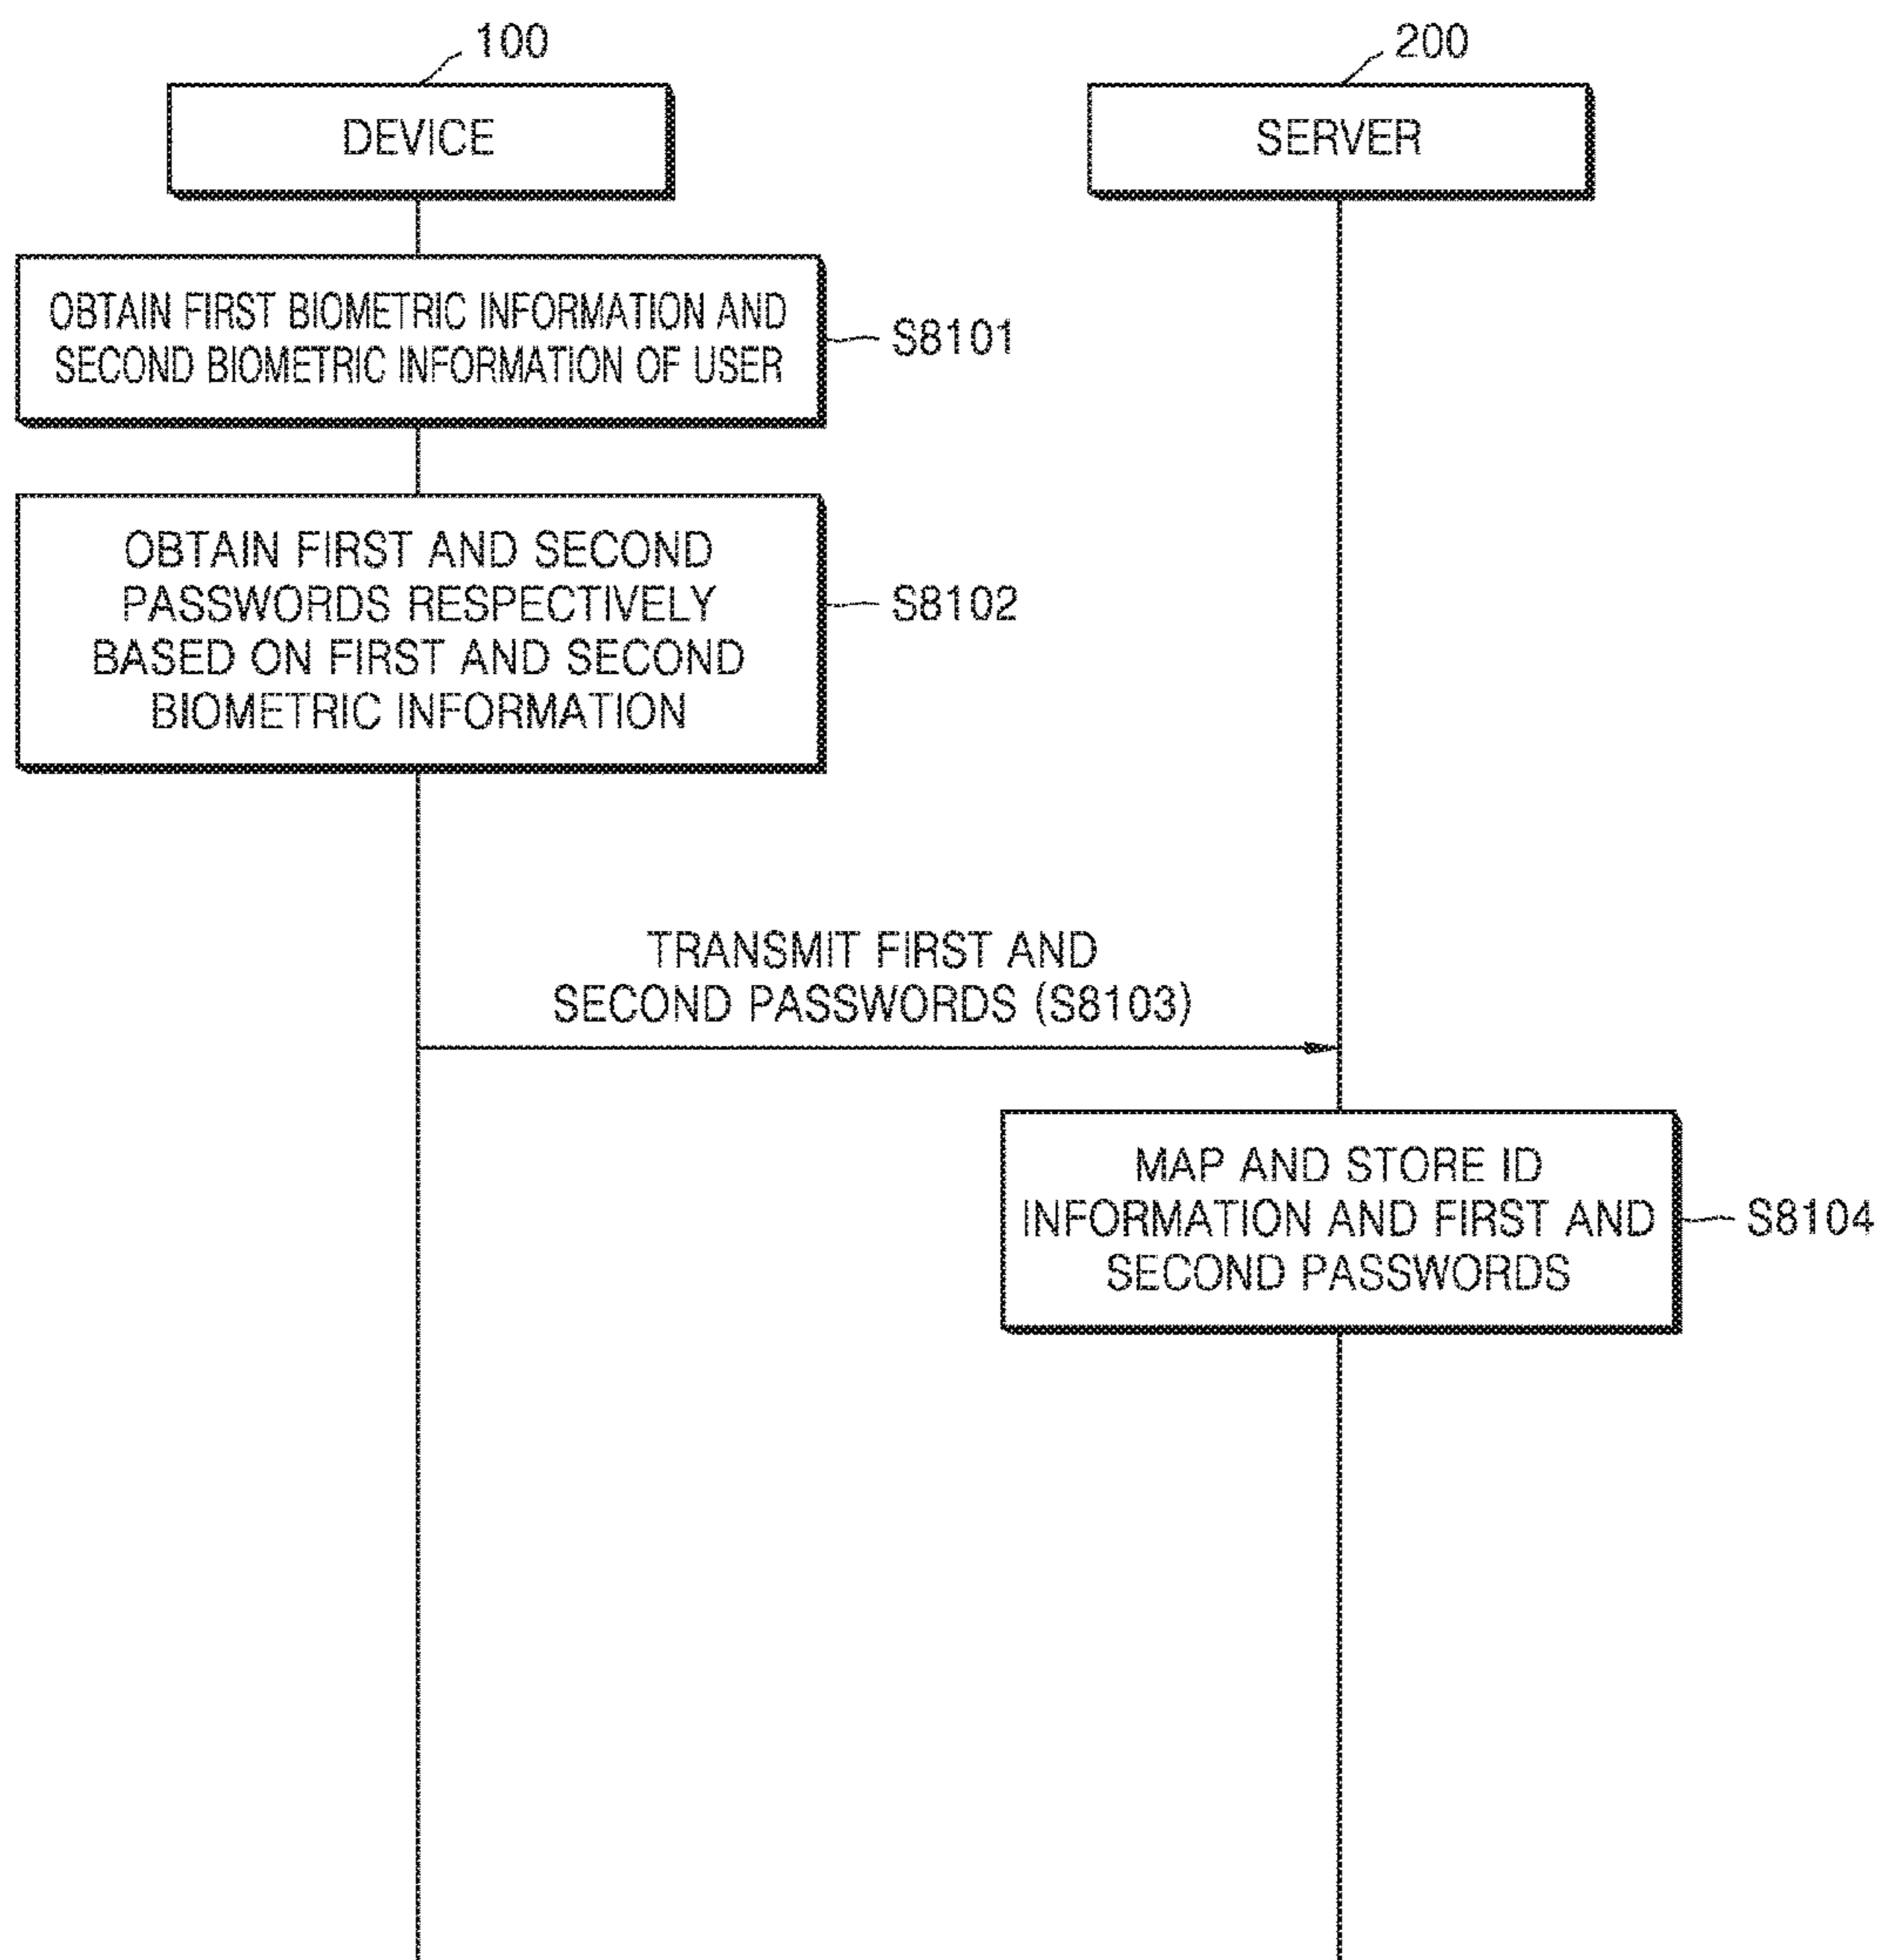 100
200
DEVICE
SERVER
OBTAIN FIRST BIOMETRIC INFORMATION AND
SECOND BIOMETRIC INFORMATION OF USER
S8101
OBTAIN FIRST AND SECOND
PASSWORDS RESPECTIVELY
BASED ON FIRST AND SECOND
BIOMETRIC INFORMATION
S8102
TRANSMIT FIRST AND
SECOND PASSWORDS (S8103)
MAP AND STORE ID
INFORMATION AND FIRST AND
SECOND PASSWORDS
S8104